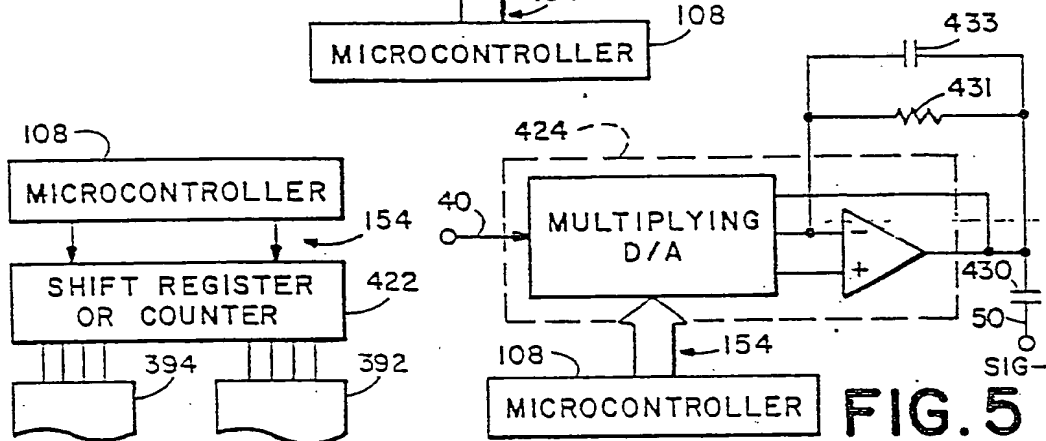 108
MICROCONTROLLER
433
431
424
108
MICROCONTROLLER
40
154
MULTIPLYING
D/A
−
+
SHIFT REGISTER
OR COUNTER
422
430
50
SIG-
394
392
108
154
MICROCONTROLLER
FIG. 5